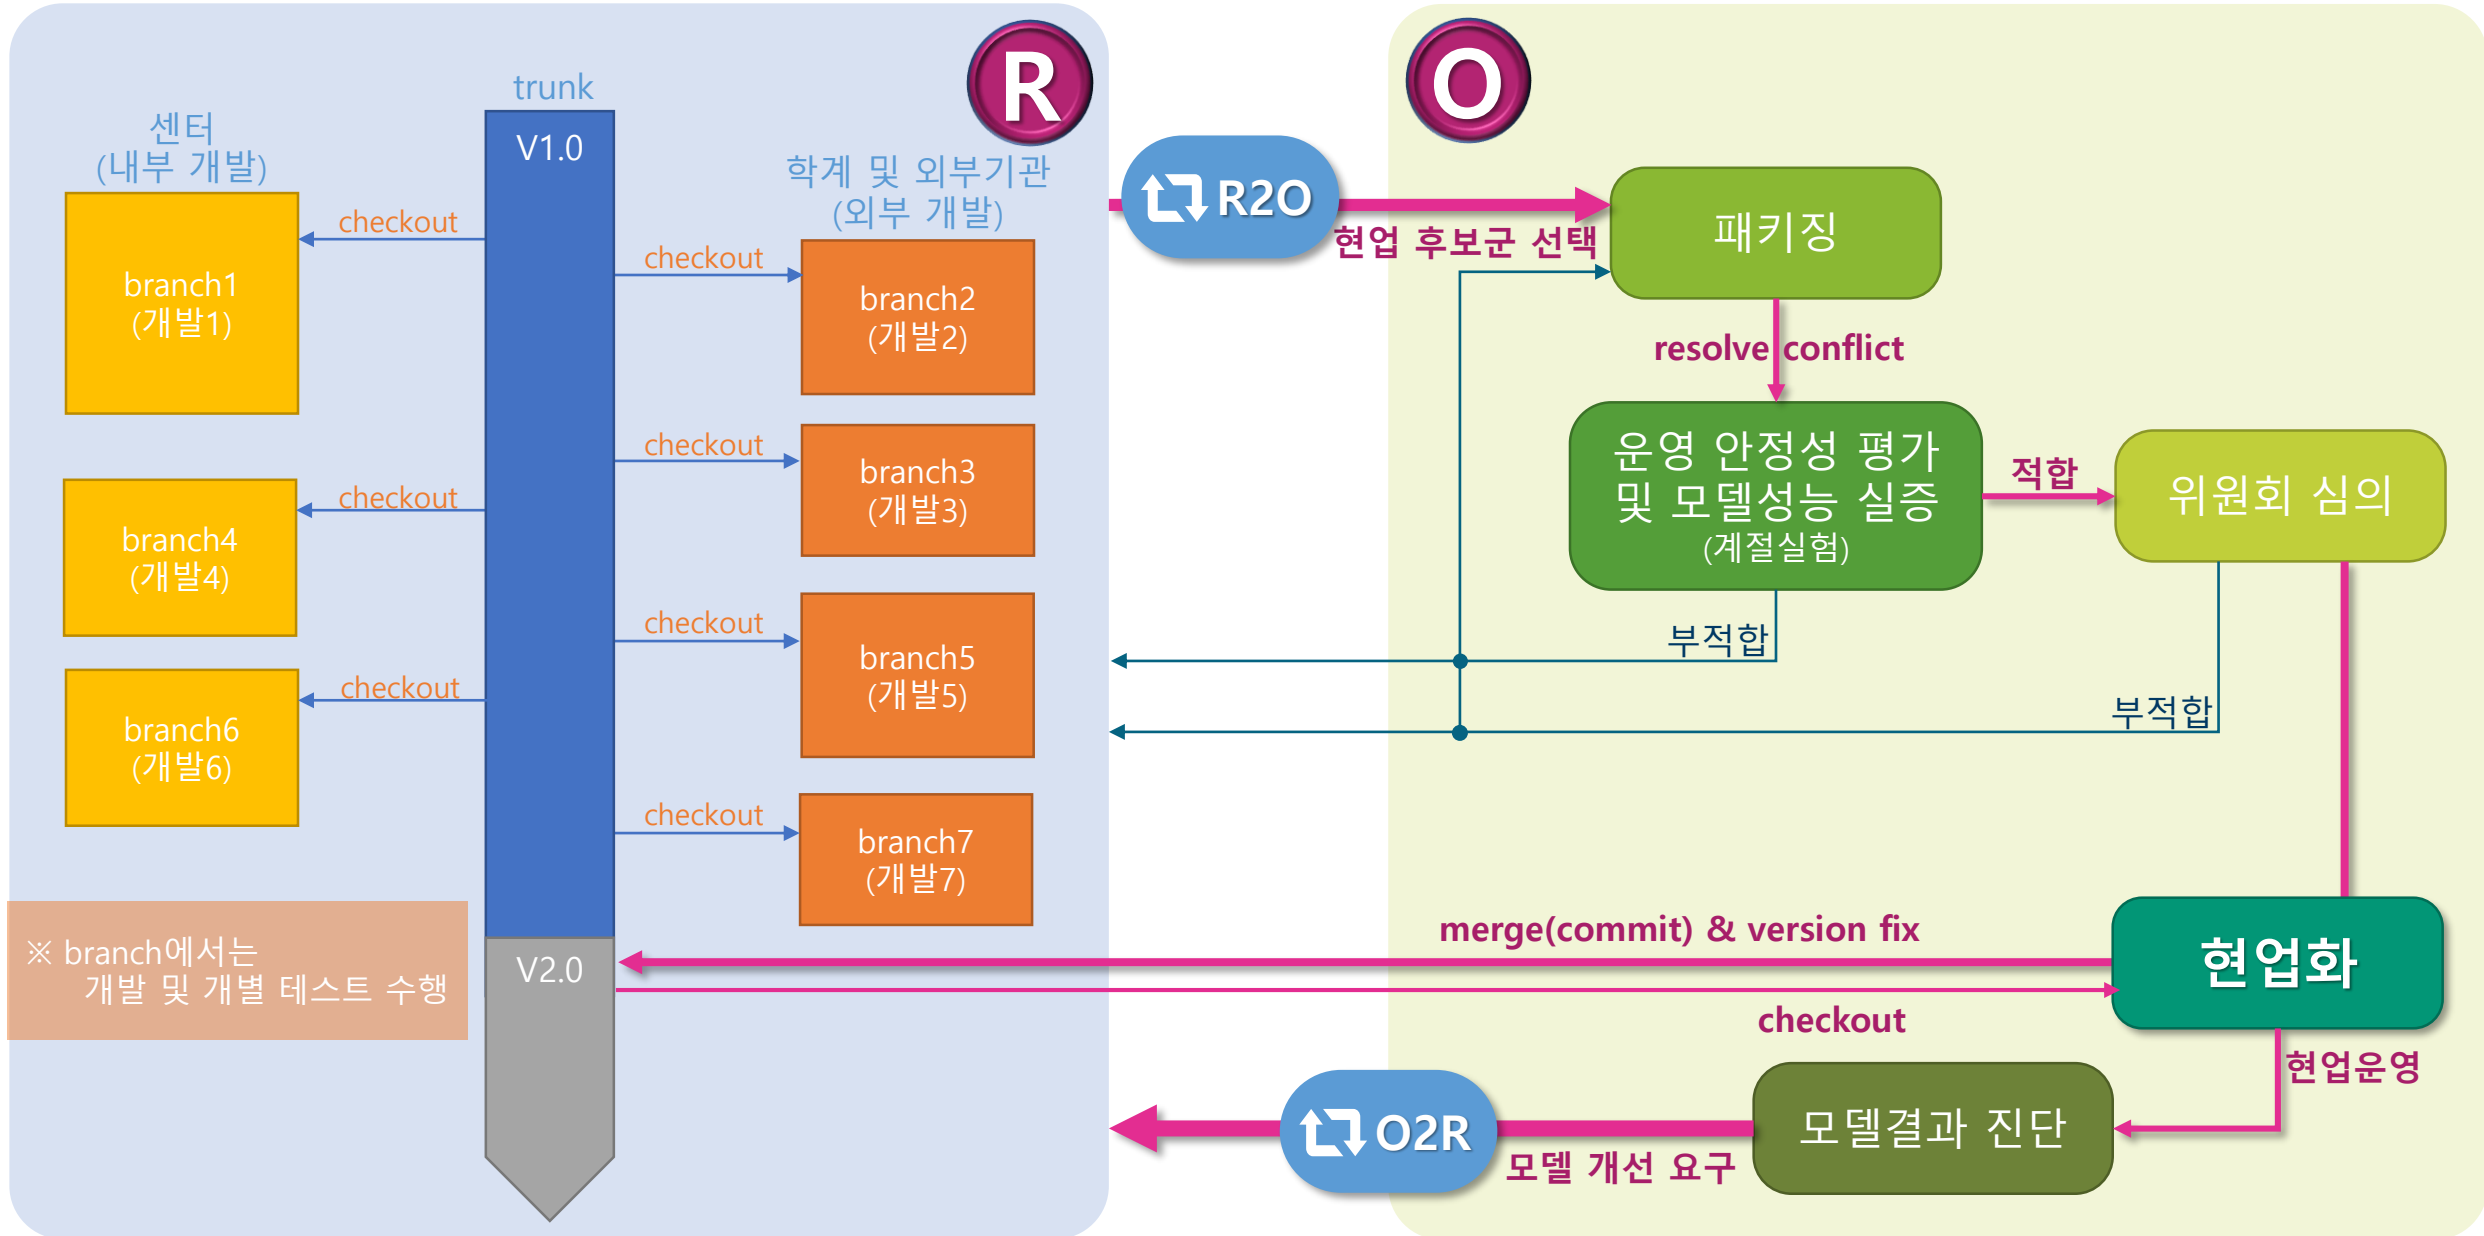 R
O
trunk
센터
(내부 개발)
V1.0
학계 및 외부기관
(외부 개발)
R2O
현업 후보군 선택
패키징
checkout
branch1
(개발1)
checkout
branch2
(개발2)
resolve conflict
checkout
branch3
(개발3)
운영 안정성 평가
및 모델성능 실증
(계절실험)
적합
위원회 심의
checkout
branch4
(개발4)
checkout
branch5
(개발5)
부적합
checkout
branch6
(개발6)
부적합
checkout
branch7
(개발7)
※ branch에서는
개발 및 개별 테스트 수행
V2.0
merge(commit) & version fix
현업화
checkout
현업운영
O2R
모델 개선 요구
모델결과 진단